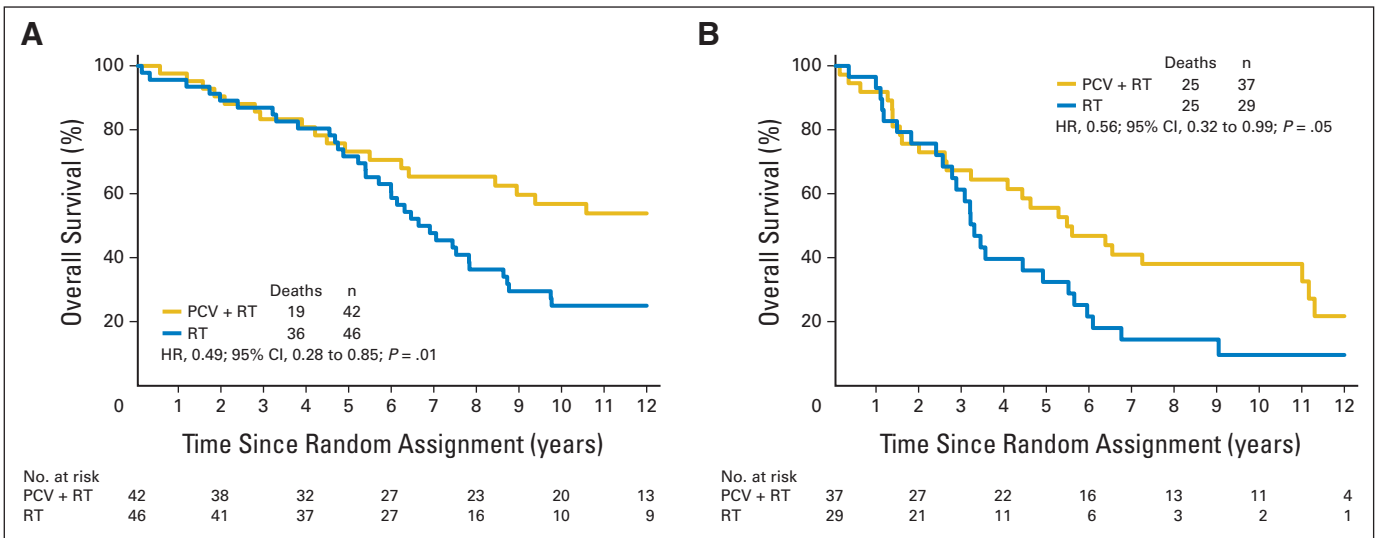 A
Overall Survival (%)
100
80
60
40
20
0
Deaths n
PCV + RT 19 42
RT 36 46
HR, 0.49; 95% CI, 0.28 to 0.85; P = .01
1 2 3 4 5 6 7 8 9 10 11 12
Time Since Random Assignment (years)
No. at risk
PCV + RT 42 38 32 27 23 20 13
RT 46 41 37 27 16 10 9
B
Overall Survival (%)
100
80
60
40
20
0
Deaths n
PCV + RT 25 37
RT 25 29
HR, 0.56; 95% CI, 0.32 to 0.99; P = .05
1 2 3 4 5 6 7 8 9 10 11 12
Time Since Random Assignment (years)
No. at risk
PCV + RT 37 27 22 16 13 11 4
RT 29 21 11 6 3 2 1